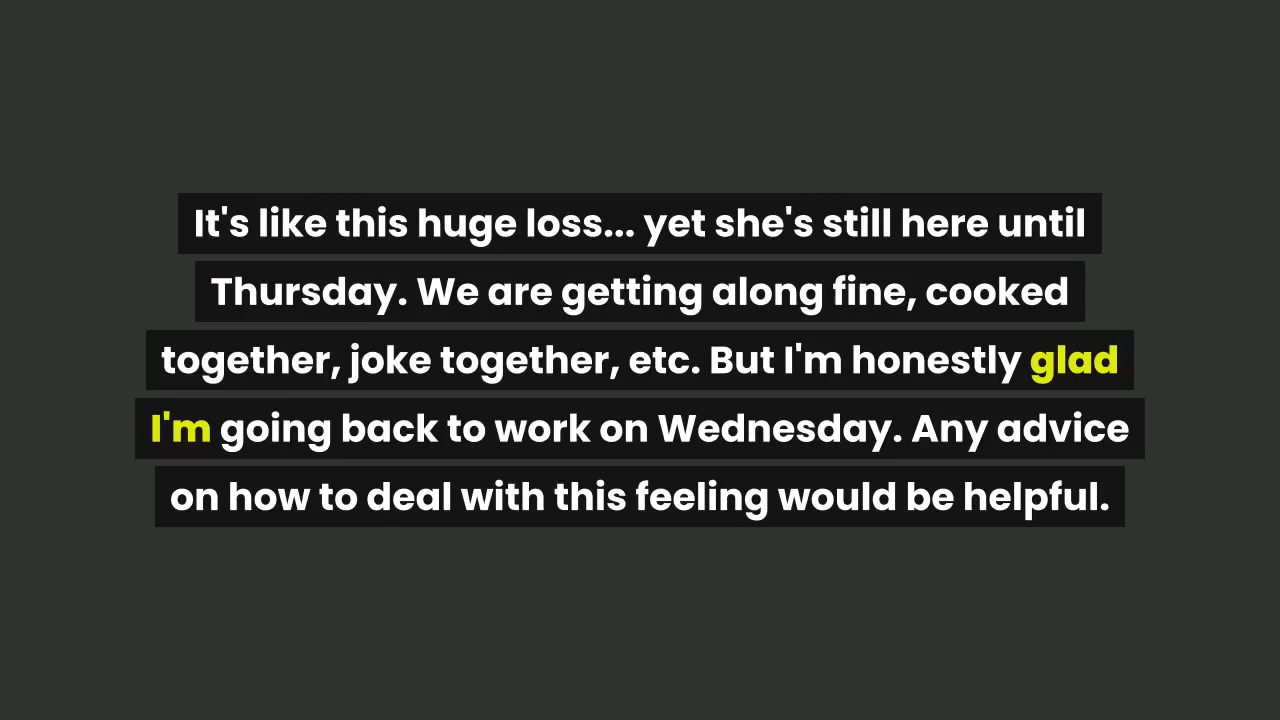 It's like this huge loss... yet she's still here until
Thursday. We are getting along fine, cooked
together, joke together, etc. But I'm honestly glad
I'm going back to work on Wednesday. Any advice
on how to deal with this feeling would be helpful.